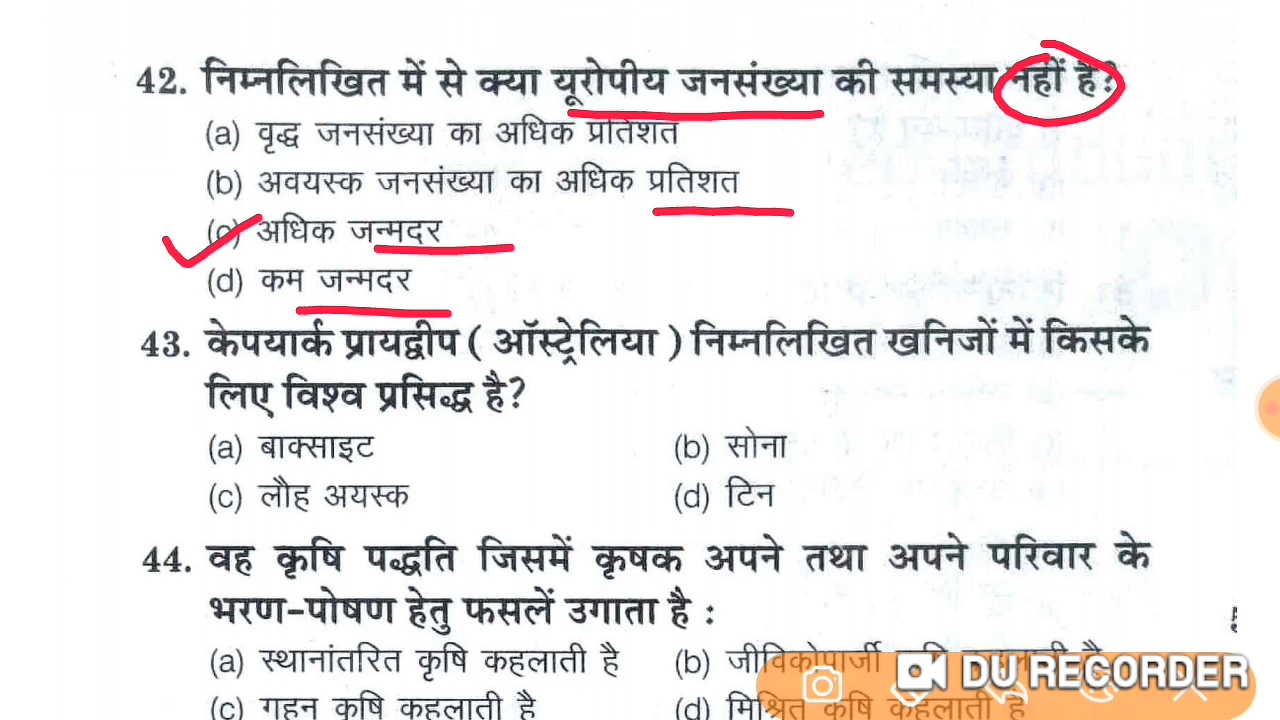 42. निम्नलिखित में से क्या यूरोपीय जनसंख्या की समस्या नहीं है?
(a) वृद्ध जनसंख्या का अधिक प्रतिशत
(b) अवयस्क जनसंख्या का अधिक प्रतिशत
(c) अधिक जन्मदर
(d) कम जन्मदर
43. केपयार्क प्रायद्वीप ( ऑस्ट्रेलिया ) निम्नलिखित खनिजों में किसके
लिए विश्व प्रसिद्ध है?
(a) बाक्साइट (b) सोना
(c) लौह अयस्क (d) टिन
44. वह कृषि पद्धति जिसमें कृषक अपने तथा अपने परिवार के
भरण-पोषण हेतु फसलें उगाता है :
(a) स्थानांतरित कृषि कहलाती है (b) जीविकोपार्जी कृषि कहलाती है
(c) गहन कृषि कहलाती है (d) मिश्रित कृषि कहलाती है
DU RECORDER